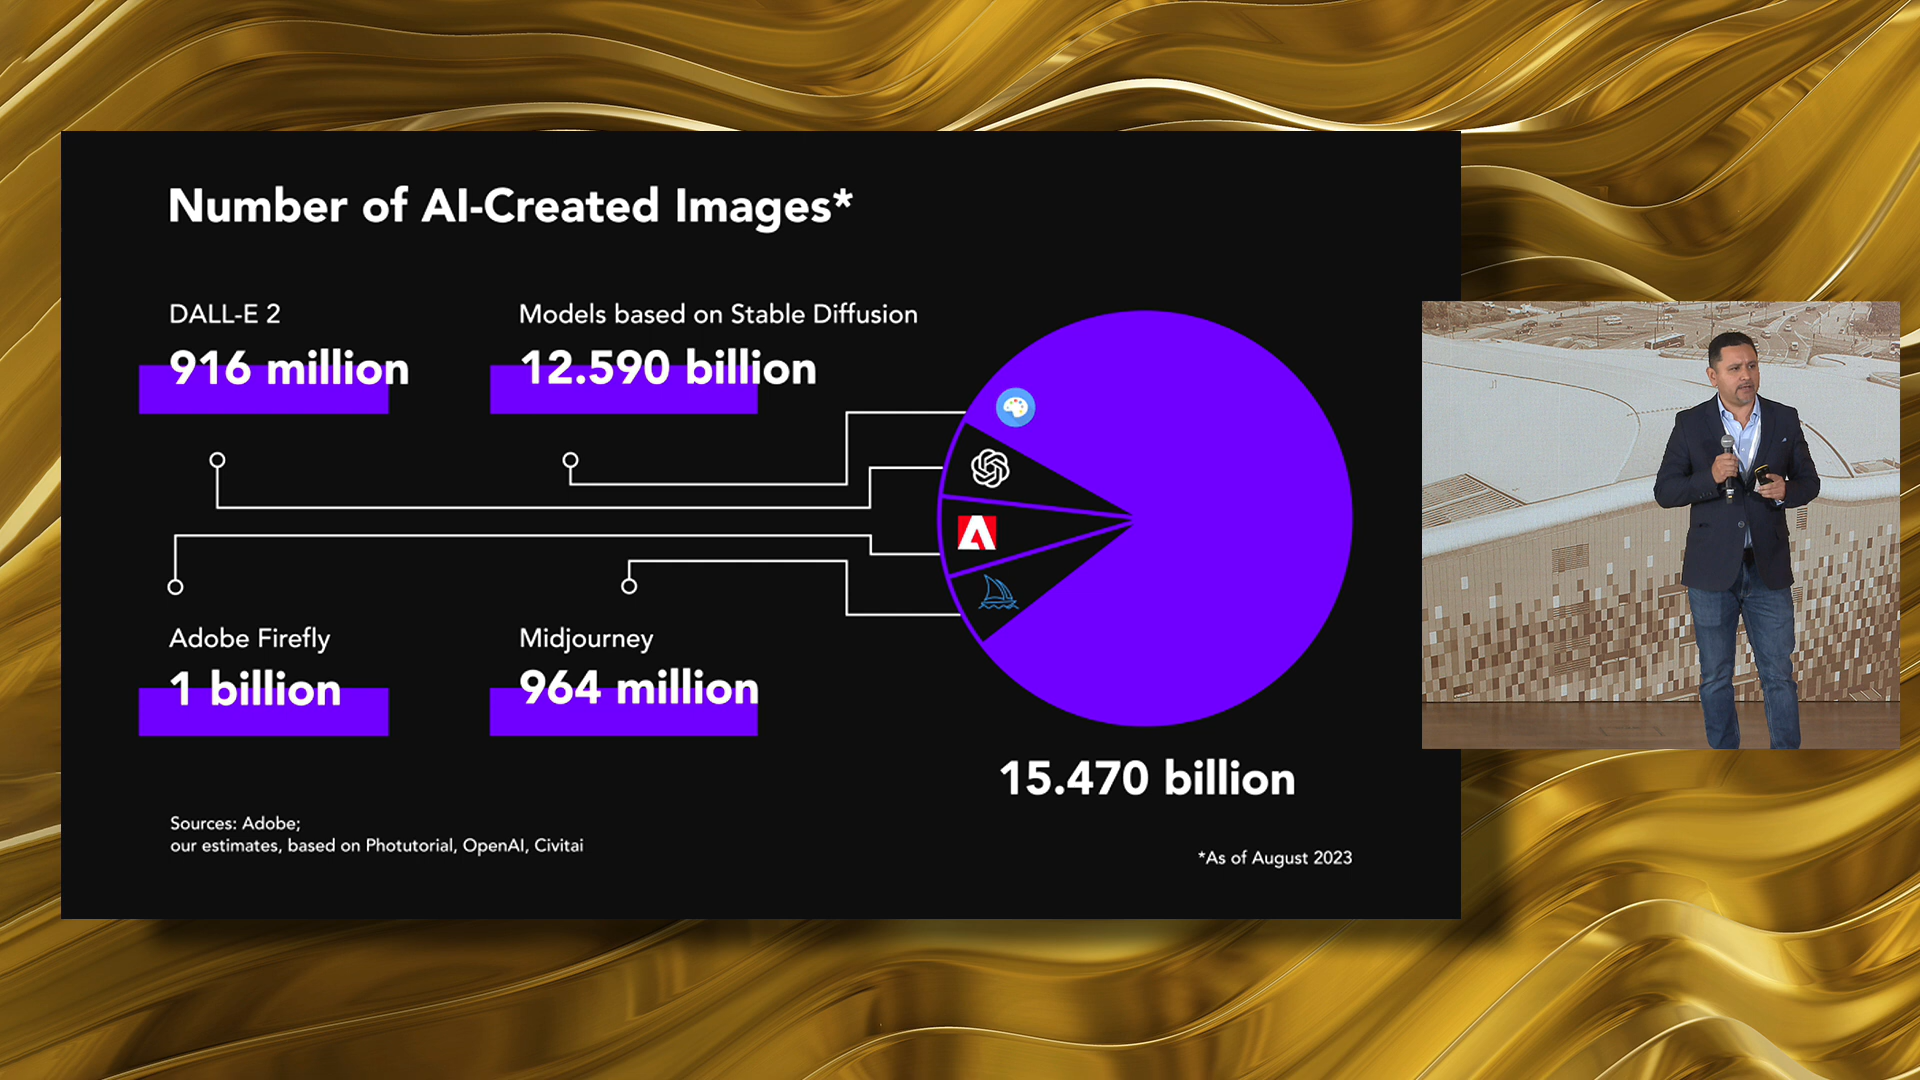 Number of AI-Created Images*
DALL-E 2
916 million
Models based on Stable Diffusion
12.590 billion
Adobe Firefly
1 billion
Midjourney
964 million
15.470 billion
Sources: Adobe;
our estimates, based on Photutorial, OpenAI, Civitai
*As of August 2023